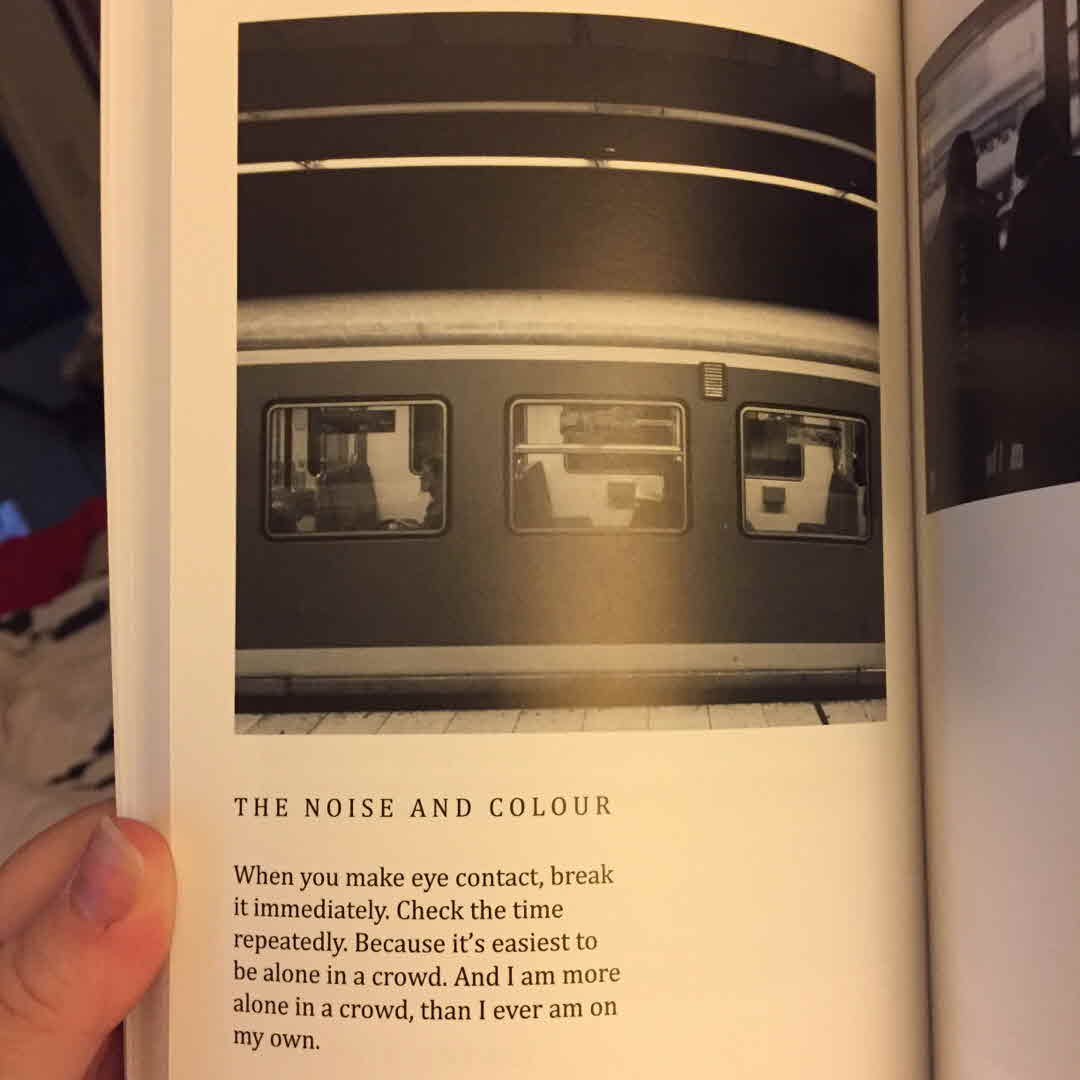 THE NOISE AND COLOUR
When you make eye contact, break
it immediately. Check the time
repeatedly. Because it's easiest to
be alone in a crowd. And I am more
alone in a crowd, than I ever am on
my own.